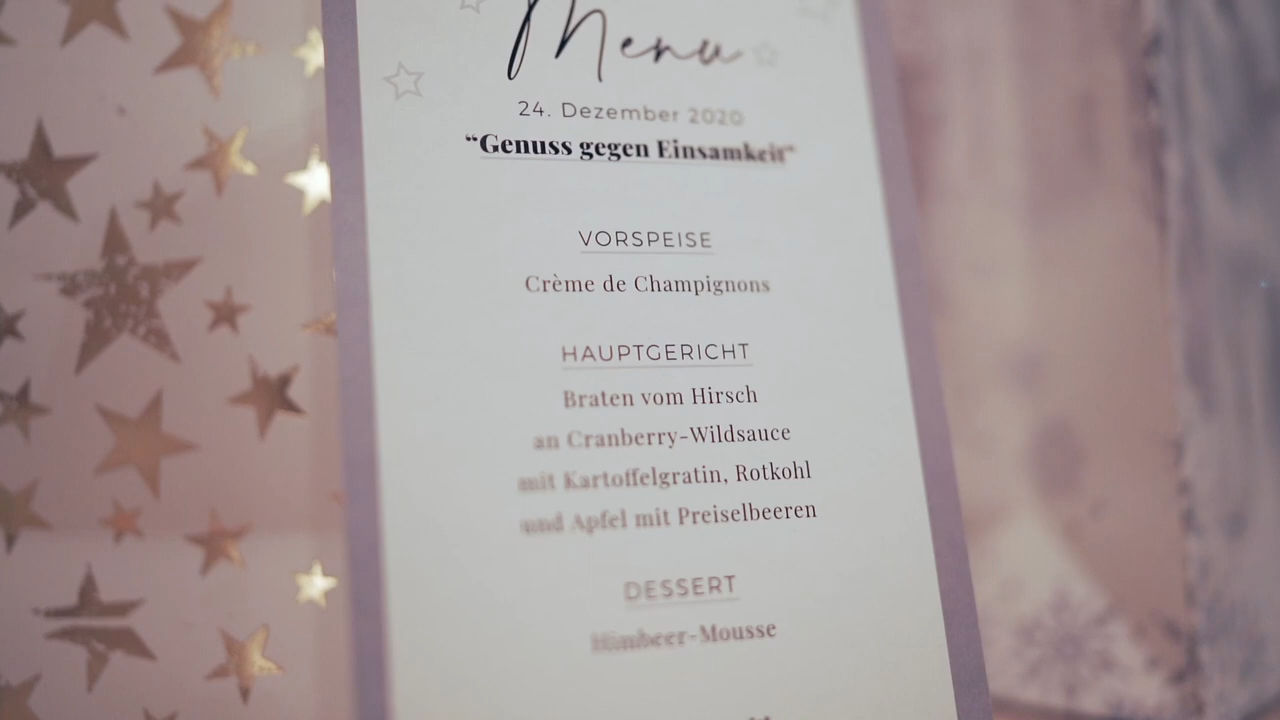 Menu
24. Dezember 2020
“Genuss gegen Einsamkeit“
VORSPEISE
Crème de Champignons
HAUPTGERICHT
Braten vom Hirsch
an Cranberry-Wildsauce
mit Kartoffelgratin, Rotkohl
und Apfel mit Preiselbeeren
DESSERT
Himbeer-Mousse